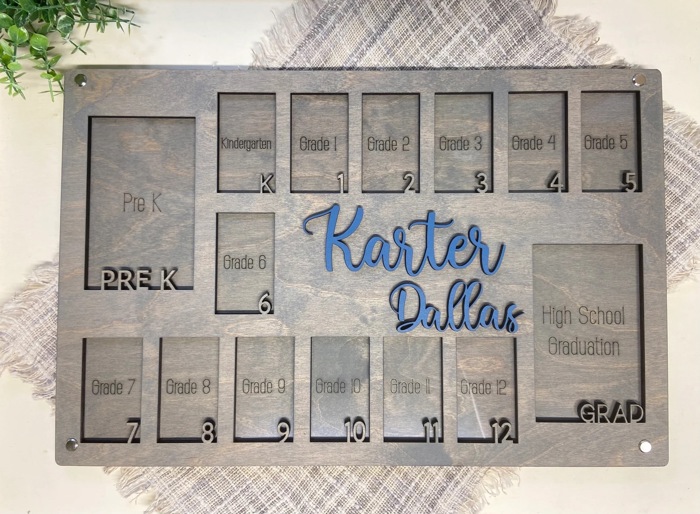 Kindergarten
K
Grade 1
1
Grade 2
2
Grade 3
3
Grade 4
4
Grade 5
5
Pre K
PRE K
Grade 6
6
Karter
Dallas
High School
Graduation
GRAD
Grade 7
7
Grade 8
8
Grade 9
9
Grade 10
10
Grade 11
11
Grade 12
12